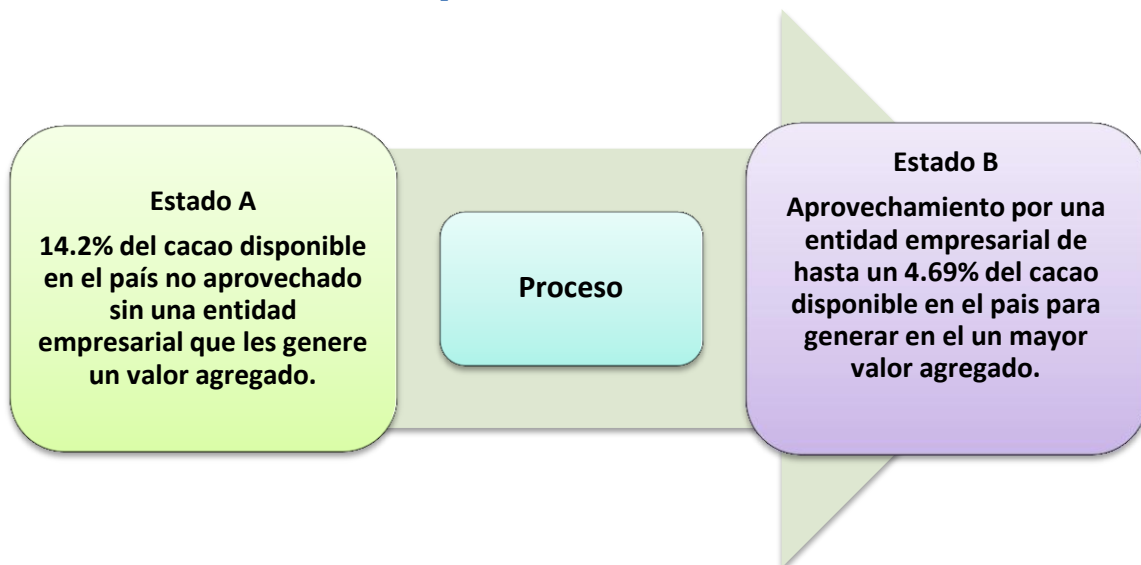 Estado A
14.2% del cacao disponible
en el país no aprovechado
sin una entidad
empresarial que les genere
un valor agregado.
Proceso
Estado B
Aprovechamiento por una
entidad empresarial de
hasta un 4.69% del cacao
disponible en el pais para
generar en el un mayor
valor agregado.